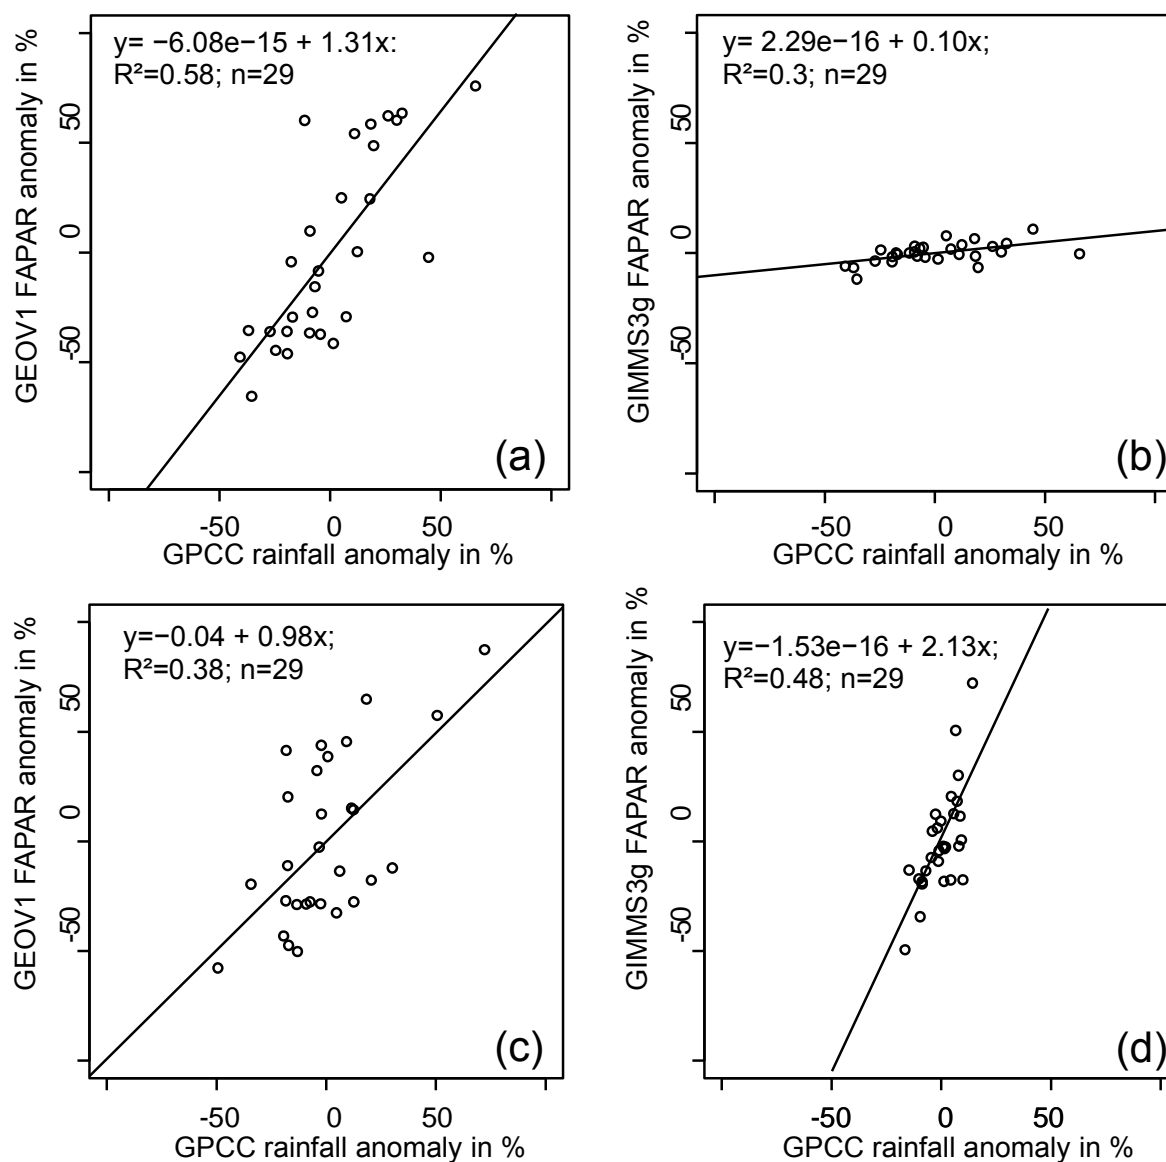 y= −6.08e−15 + 1.31x:
R²=0.58; n=29
GEOV1 FAPAR anomaly in %
50
0
-50
(a)
-50 0 50
GPCC rainfall anomaly in %
y= 2.29e−16 + 0.10x;
R²=0.3; n=29
GIMMS3g FAPAR anomaly in %
50
0
-50
(b)
-50 0 50
GPCC rainfall anomaly in %
y=−0.04 + 0.98x;
R²=0.38; n=29
GEOV1 FAPAR anomaly in %
50
0
-50
(c)
-50 0 50
GPCC rainfall anomaly in %
y=−1.53e−16 + 2.13x;
R²=0.48; n=29
GIMMS3g FAPAR anomaly in %
50
0
-50
(d)
-50 0 50
GPCC rainfall anomaly in %